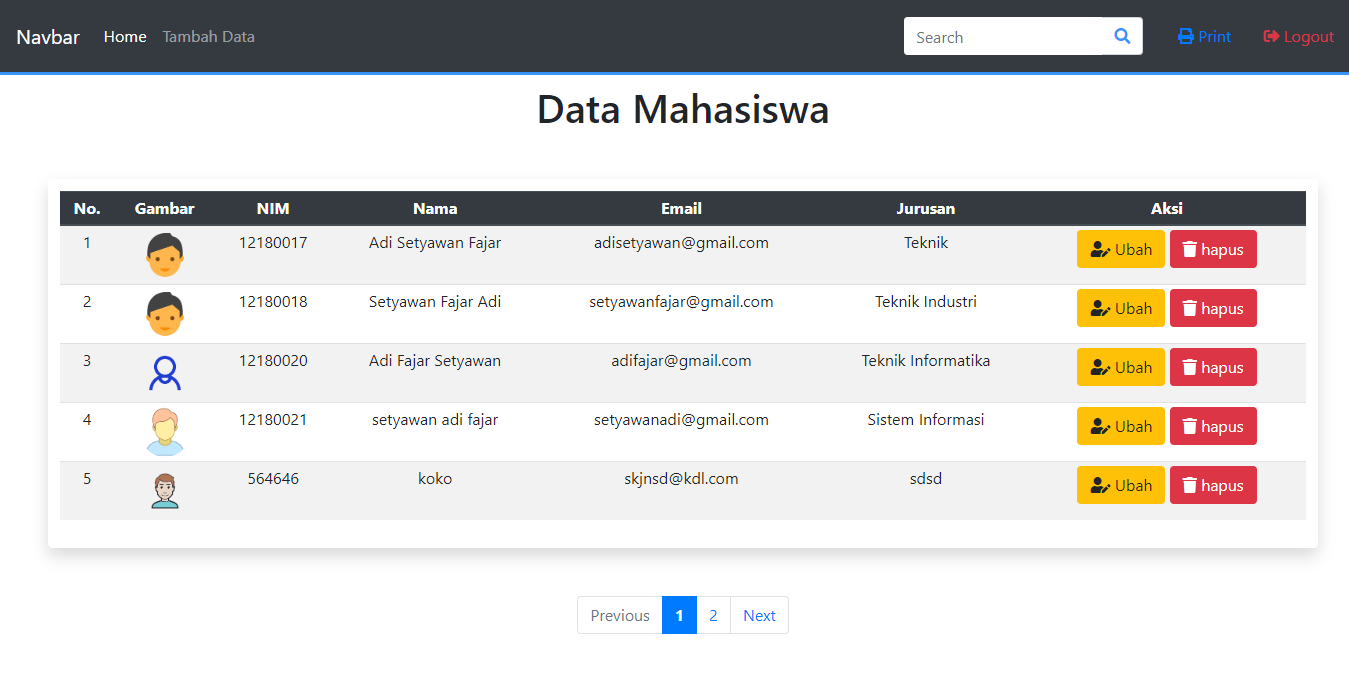 Navbar Home Tambah Data Search Print Logout
Data Mahasiswa
No. Gambar NIM Nama Email Jurusan Aksi
1 12180017 Adi Setyawan Fajar adisetyawan@gmail.com Teknik Ubah hapus
2 12180018 Setyawan Fajar Adi setyawanfajar@gmail.com Teknik Industri Ubah hapus
3 12180020 Adi Fajar Setyawan adifajar@gmail.com Teknik Informatika Ubah hapus
4 12180021 setyawan adi fajar setyawanadi@gmail.com Sistem Informasi Ubah hapus
5 564646 koko skjnsd@kdl.com sdsd Ubah hapus
Previous 1 2 Next